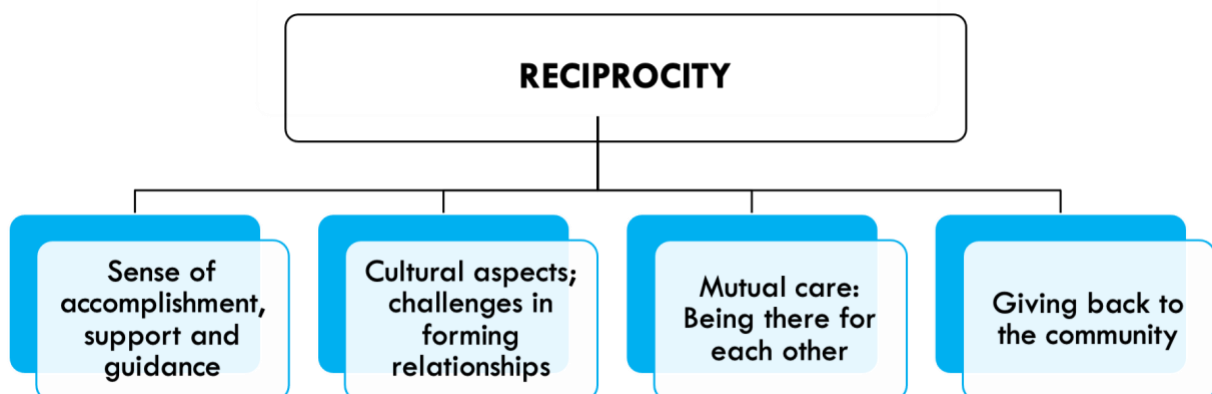 RECIPROCITY
Sense of
accomplishment,
support and
guidance
Cultural aspects;
challenges in
forming
relationships
Mutual care:
Being there for
each other
Giving back to
the community